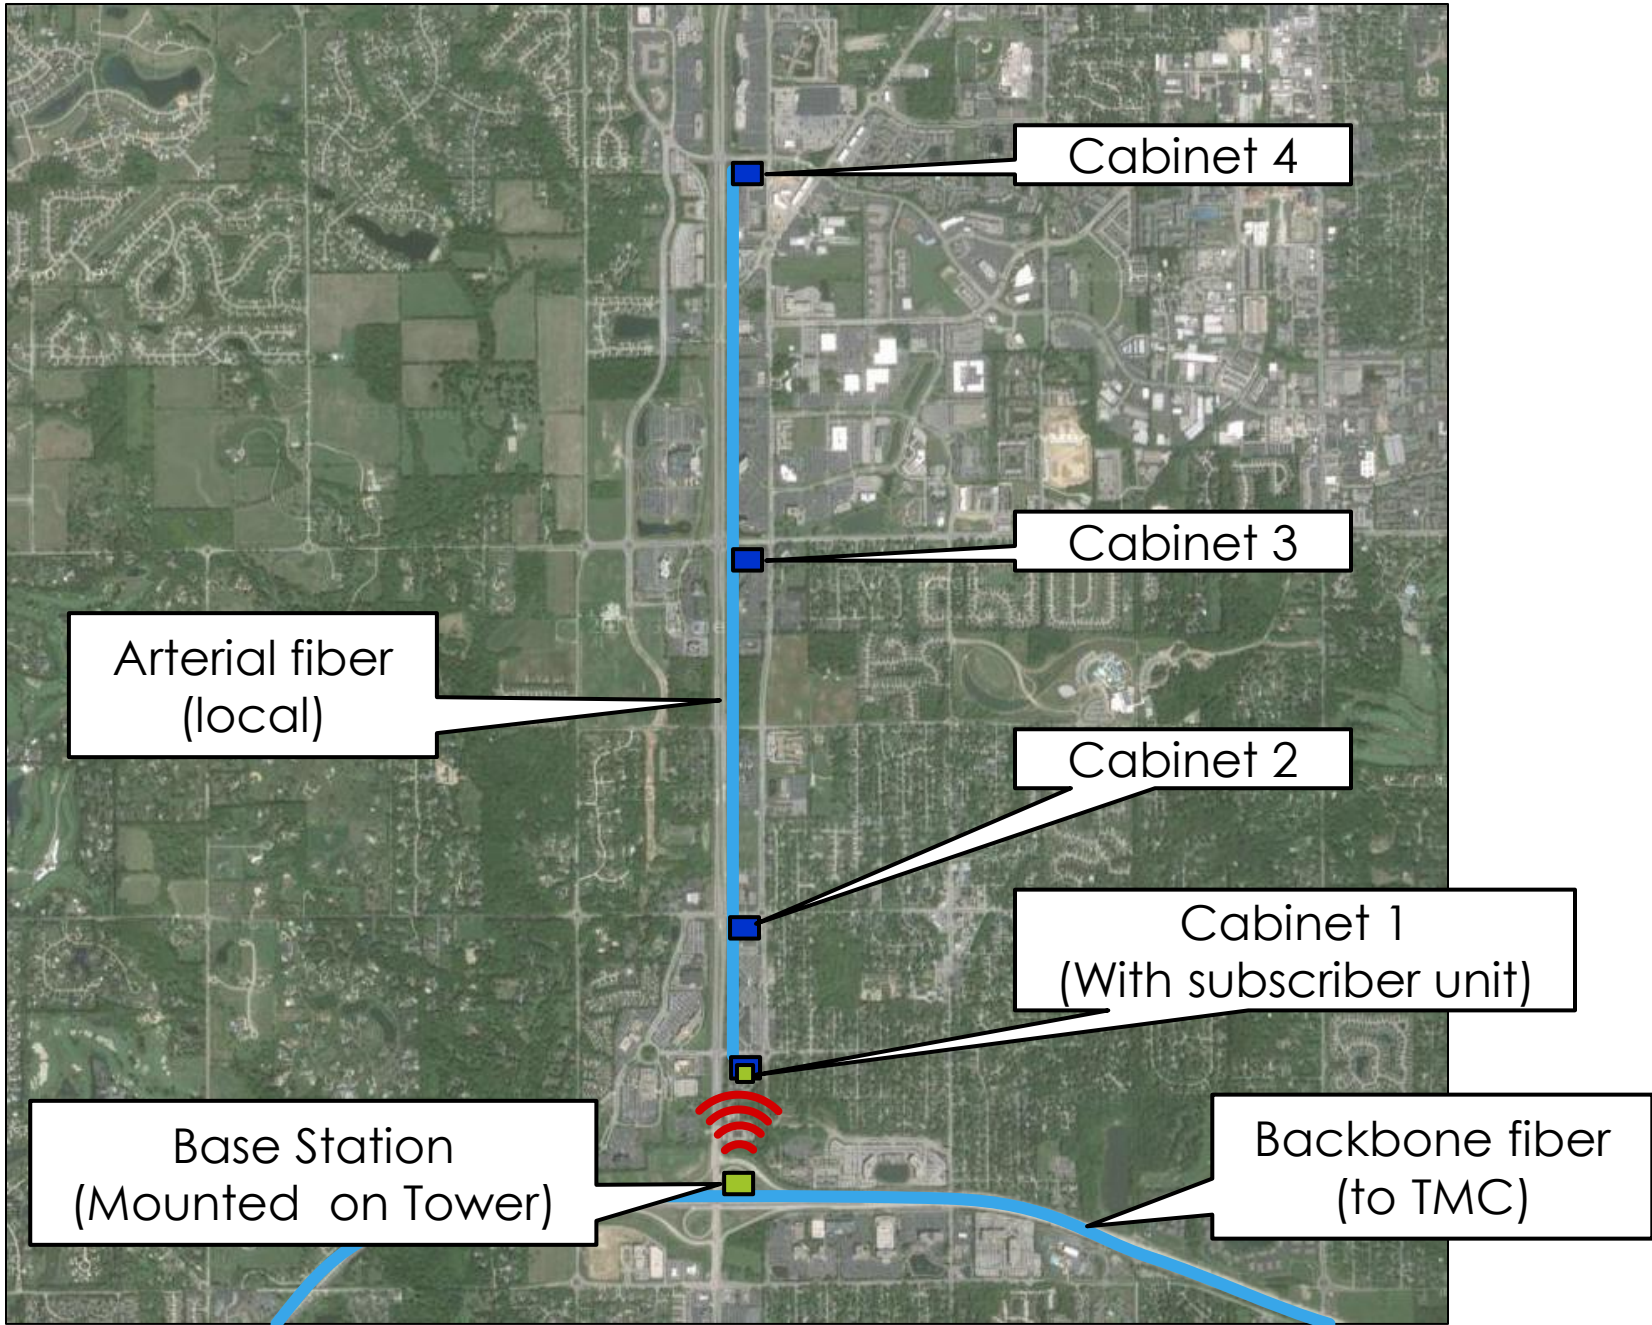 Cabinet 4
Cabinet 3
Arterial fiber
(local)
Cabinet 2
Cabinet 1
(With subscriber unit)
Base Station
(Mounted  on Tower)
Backbone fiber
(to TMC)